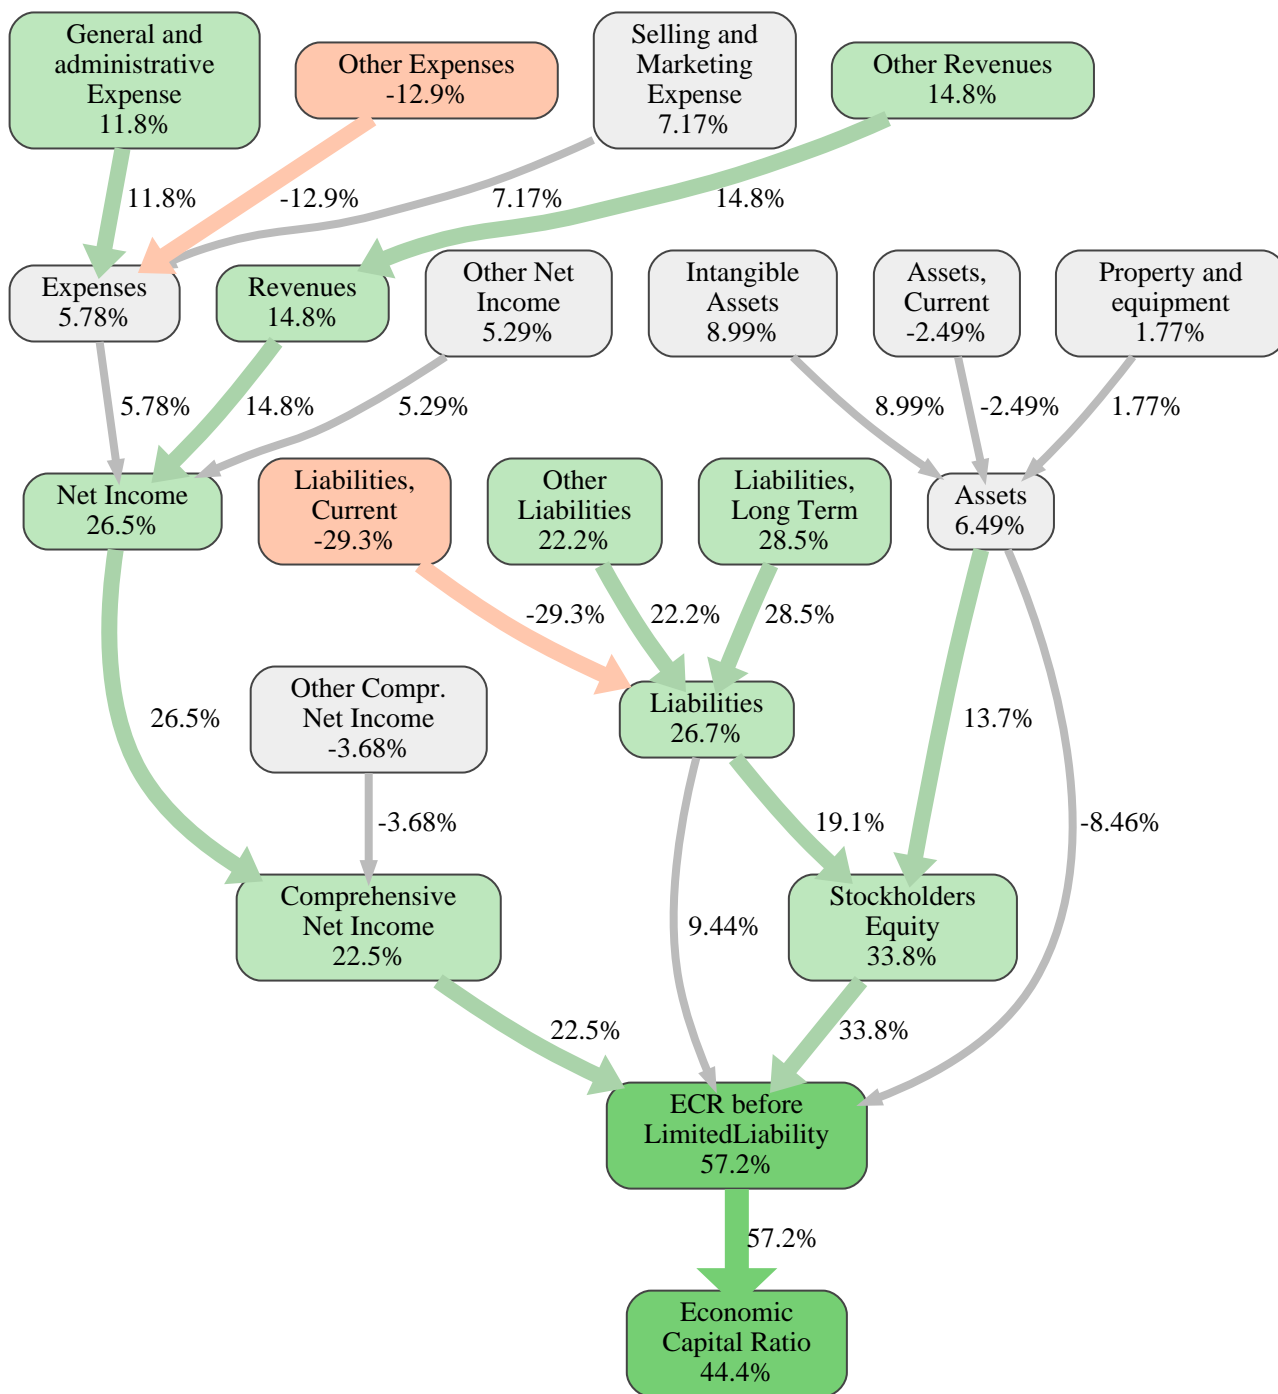 General and
administrative
Expense
11.8%
Other Expenses
-12.9%
Selling and
Marketing
Expense
7.17%
Other Revenues
14.8%
11.8%
-12.9%
7.17%
14.8%
Expenses
5.78%
Revenues
14.8%
Other Net
Income
5.29%
Intangible
Assets
8.99%
Assets,
Current
-2.49%
Property and
equipment
1.77%
5.78%
14.8%
5.29%
8.99%
-2.49%
1.77%
Net Income
26.5%
Liabilities,
Current
-29.3%
Other
Liabilities
22.2%
Liabilities,
Long Term
28.5%
Assets
6.49%
-29.3%
22.2%
28.5%
Other Compr.
Net Income
-3.68%
Liabilities
26.7%
26.5%
13.7%
-3.68%
19.1%
-8.46%
Comprehensive
Net Income
22.5%
9.44%
Stockholders
Equity
33.8%
22.5%
33.8%
ECR before
LimitedLiability
57.2%
57.2%
Economic
Capital Ratio
44.4%